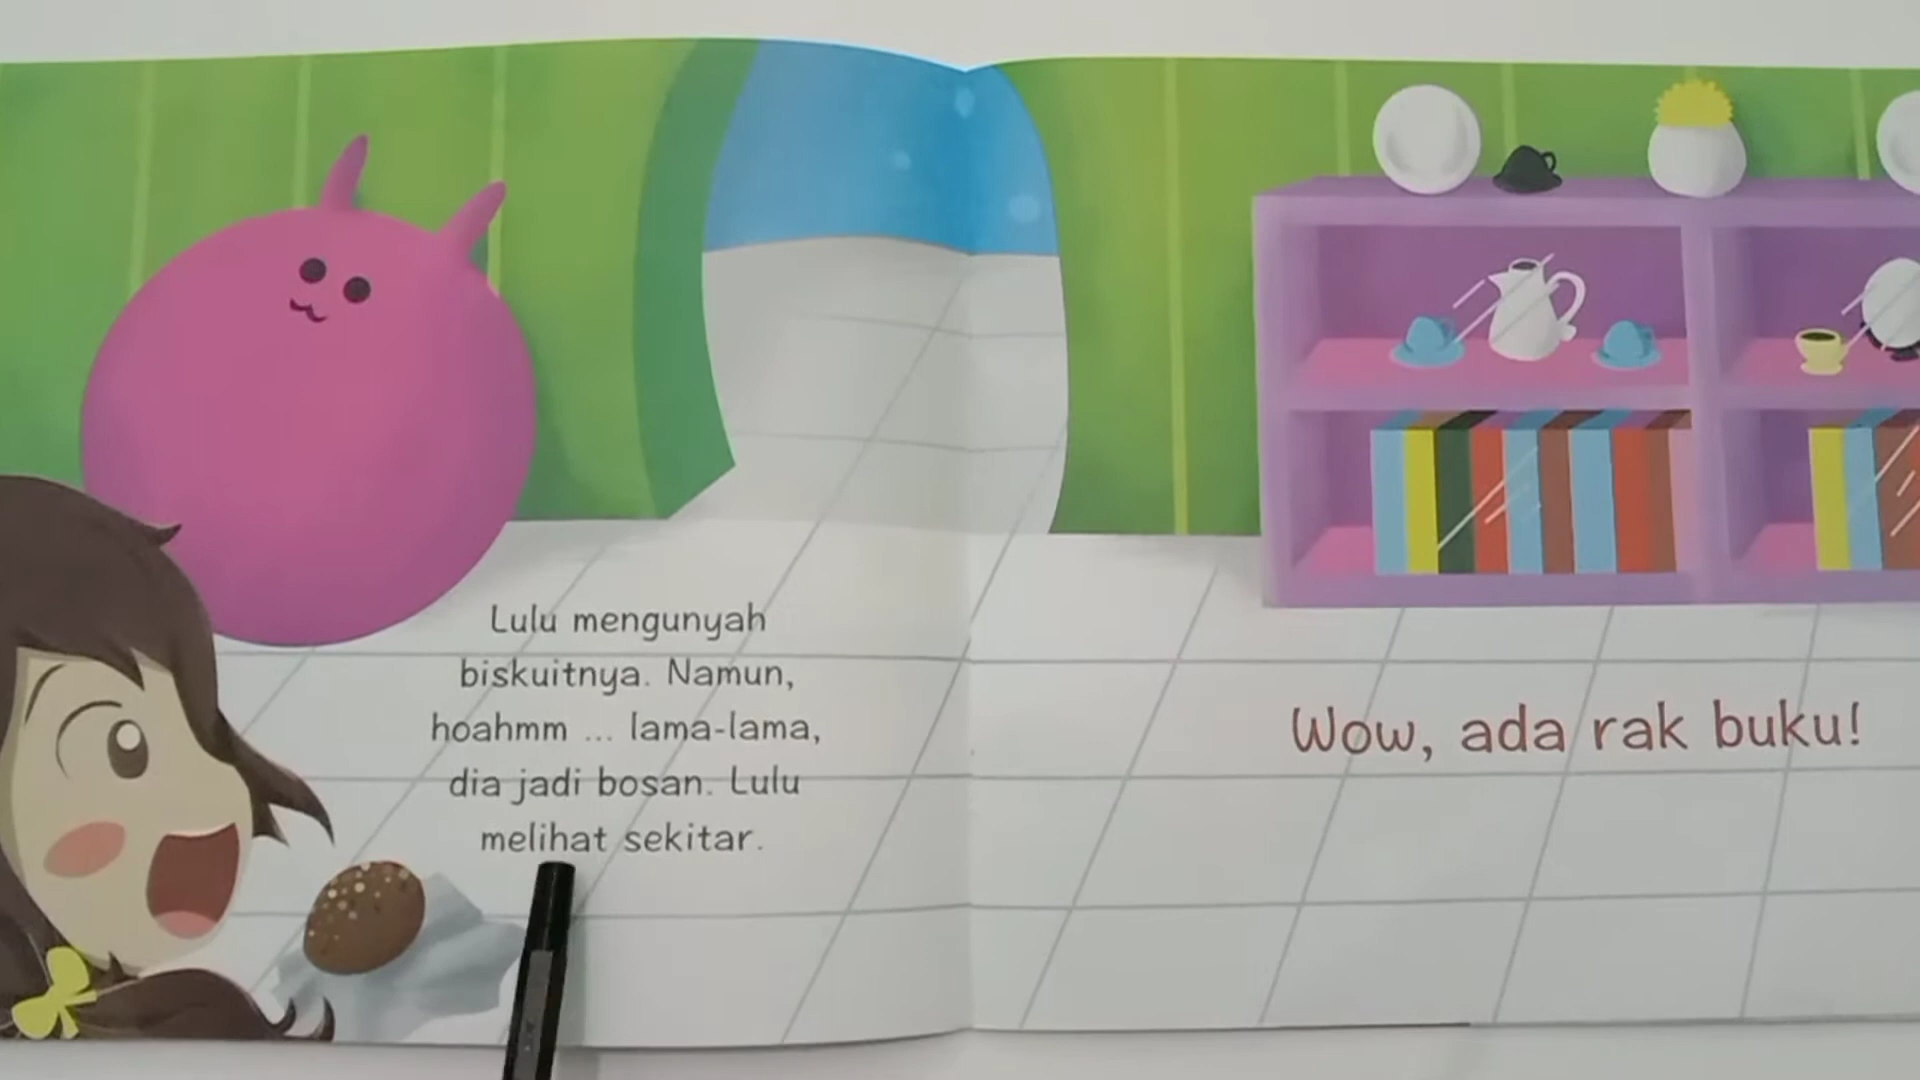 Lulu mengunyah
biskuitnya. Namun,
hoahmm ... lama-lama,
dia jadi bosan. Lulu
melihat sekitar.
Wow, ada rak buku!